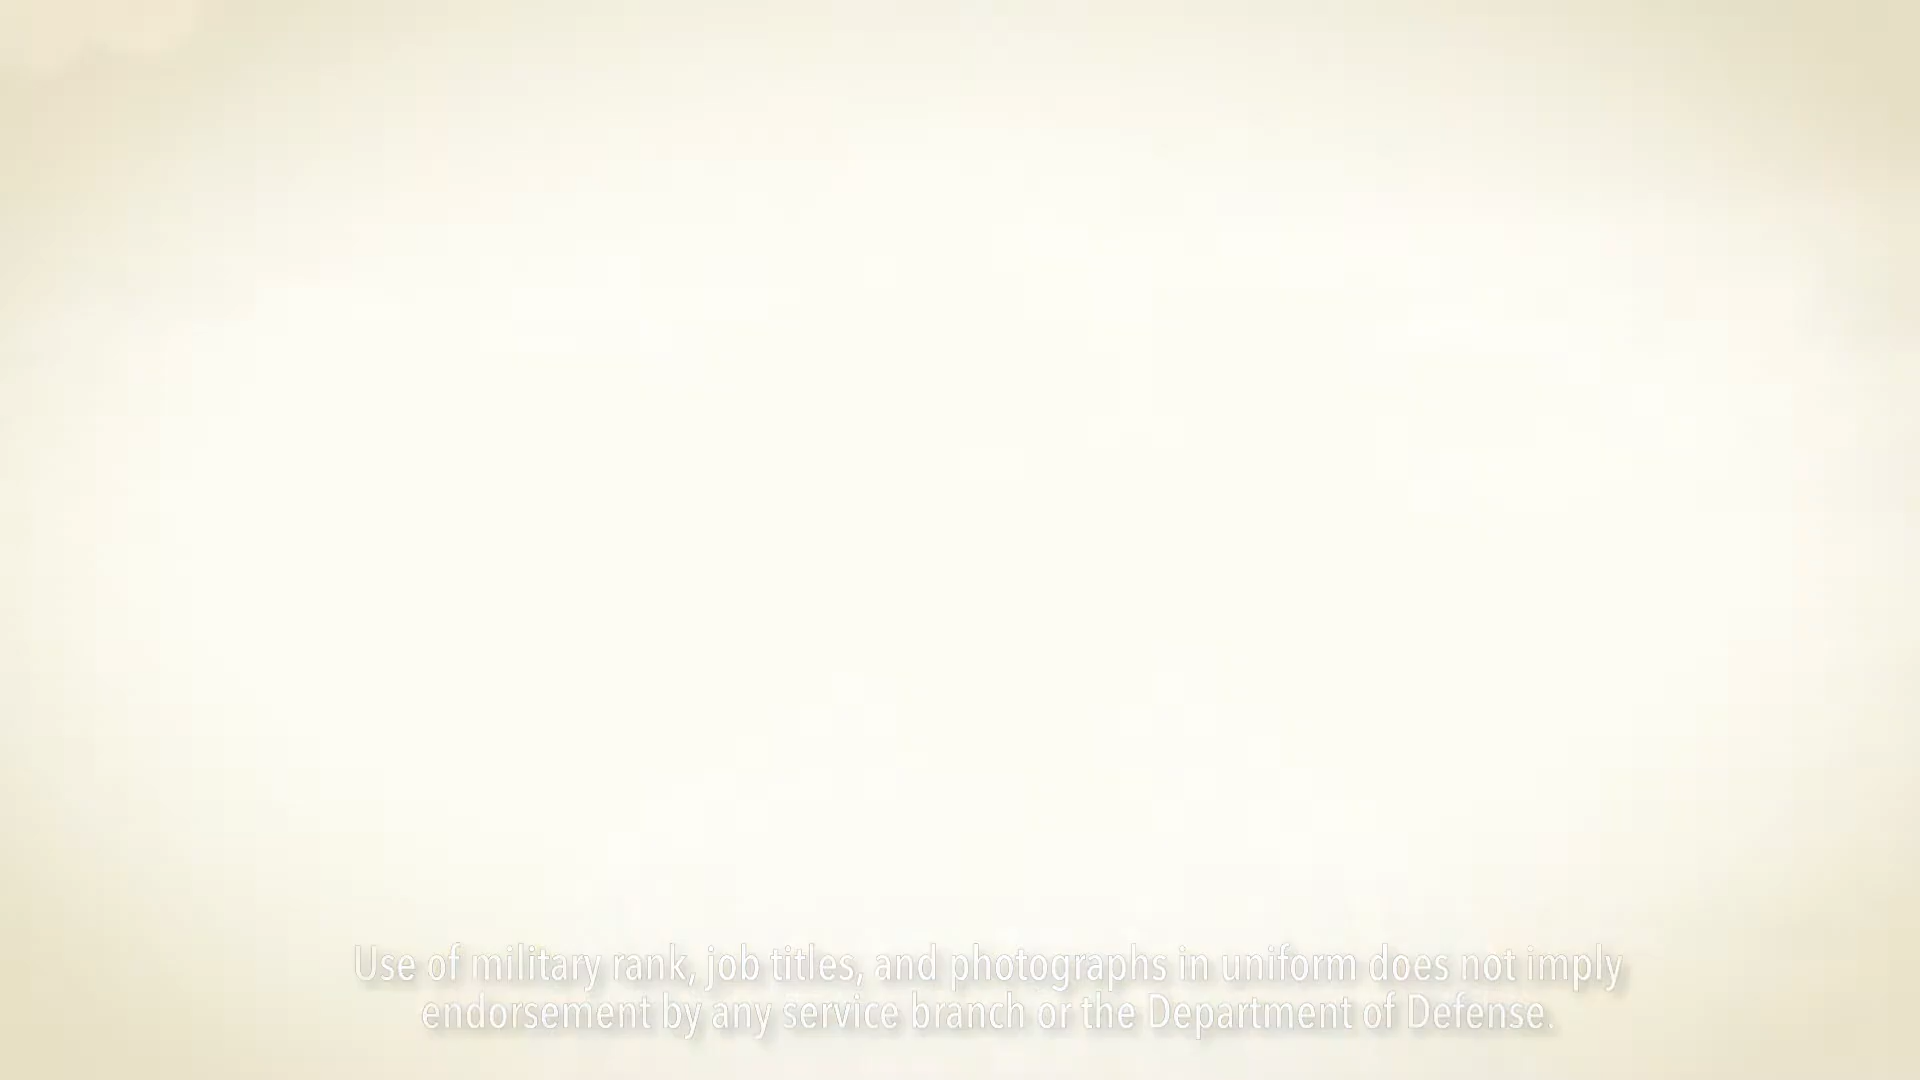 Use of military rank, job titles, and photographs in uniform does not imply
endorsement by any service branch or the Department of Defense.